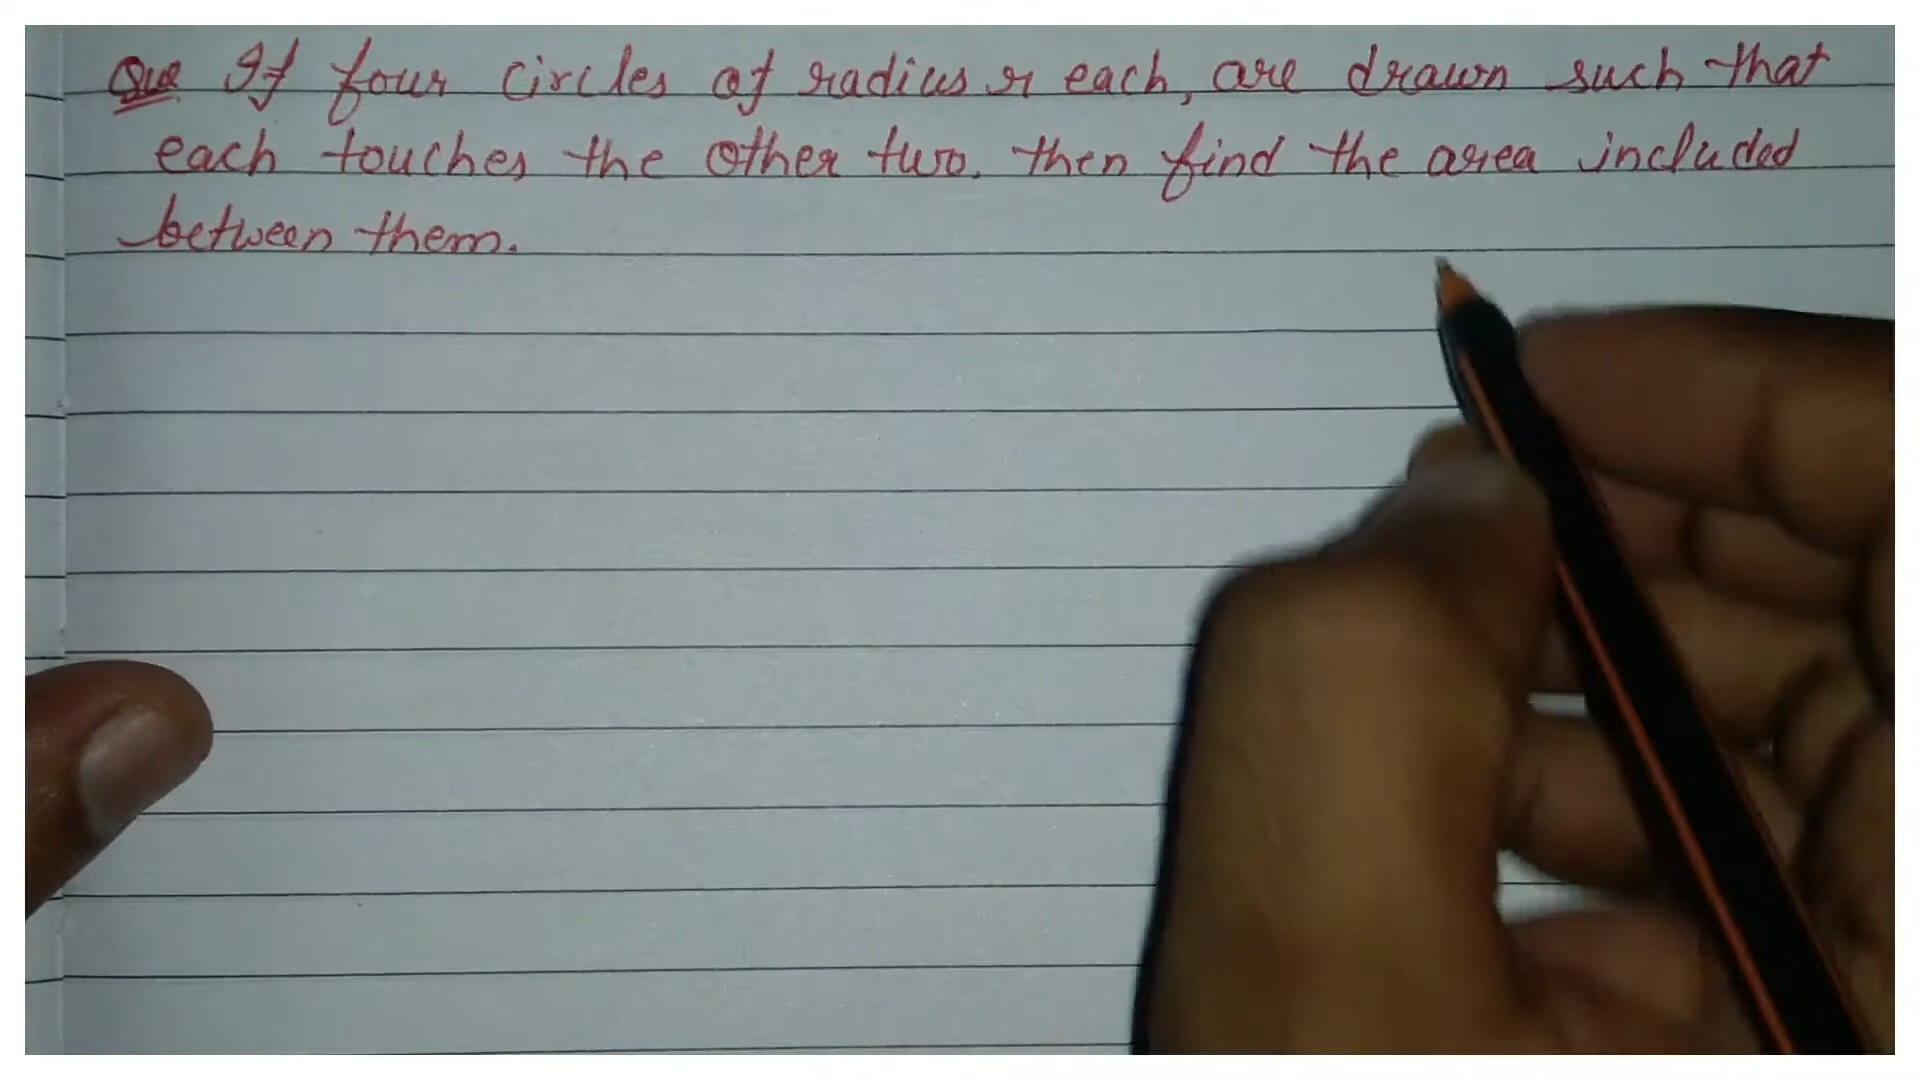 Que If four circles of radius r each, are drawn such that
each touches the other two. then find the area included
between them.